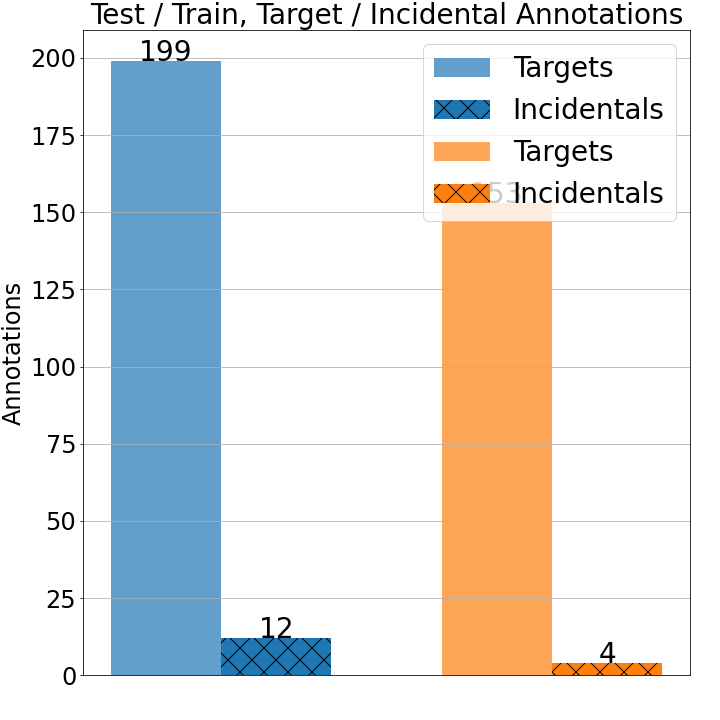 Test / Train, Target / Incidental Annotations
Annotations
200
175
150
125
100
75
50
25
0
199
12
153
4
Targets
Incidentals
Targets
Incidentals